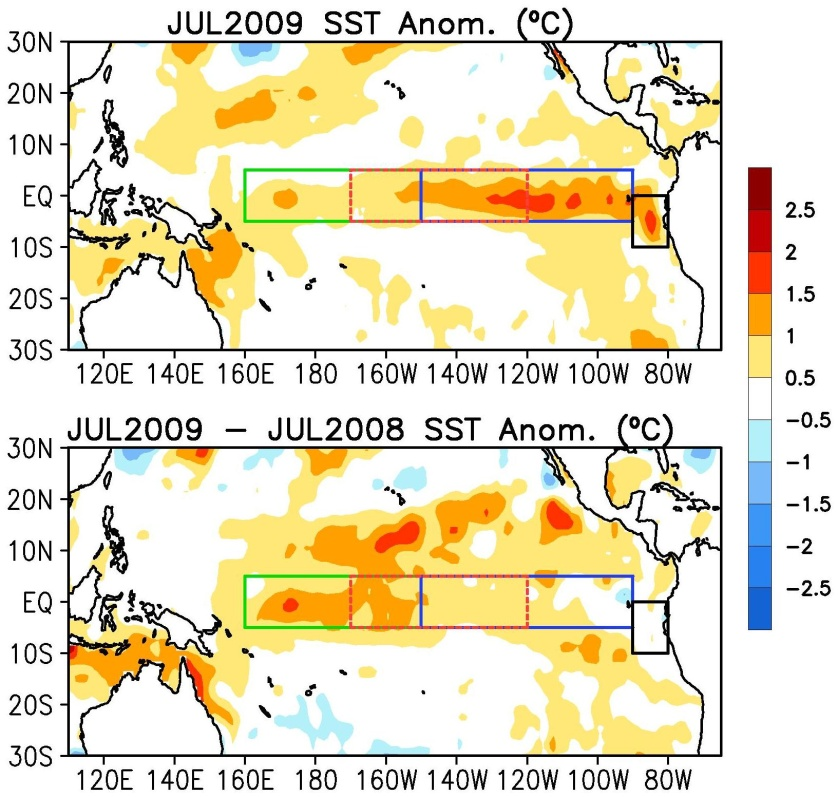 JUL2009 SST Anom. (ºC)
30N
20N
10N
EQ
10S
20S
30S
120E 140E 160E 180 160W 140W 120W 100W 80W
JUL2009 – JUL2008 SST Anom. (ºC)
30N
20N
10N
EQ
10S
20S
30S
120E 140E 160E 180 160W 140W 120W 100W 80W
2.5
2
1.5
1
0.5
−0.5
−1
−1.5
−2
−2.5